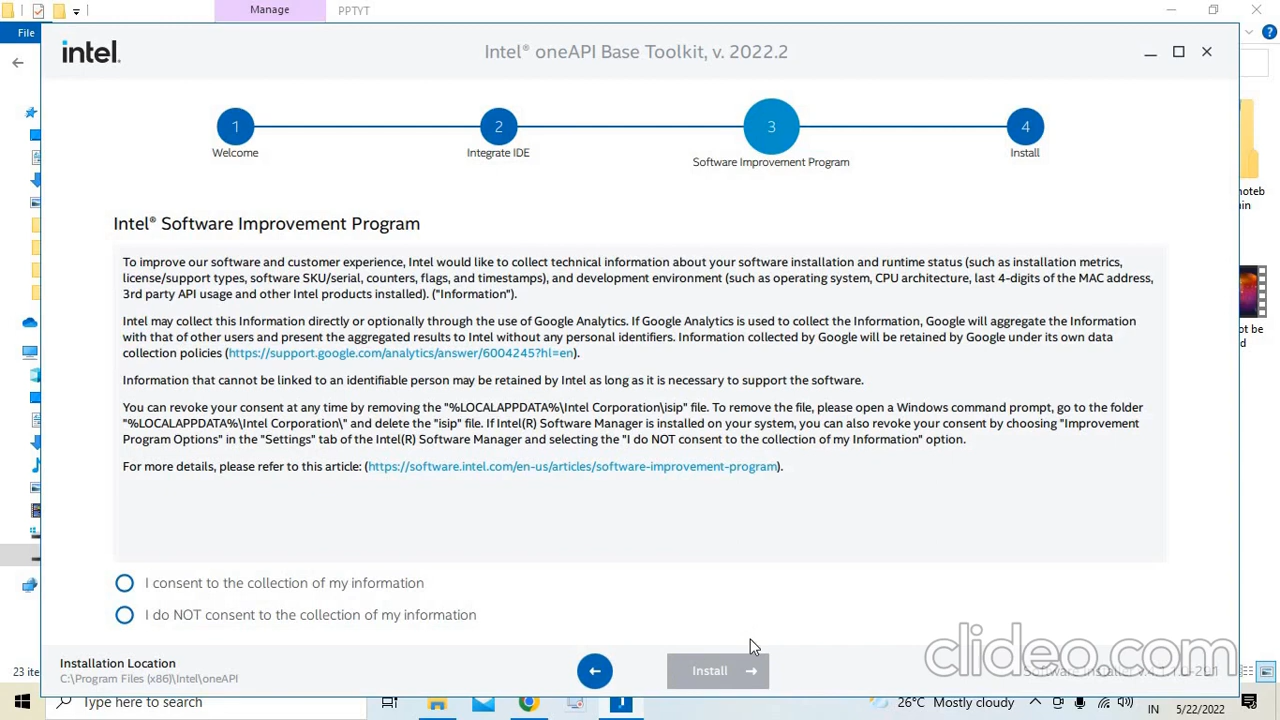 Manage
PPTYT
File
intel.
Intel® oneAPI Base Toolkit, v. 2022.2
1
2
3
4
Welcome
Integrate IDE
Software Improvement Program
Install
Intel® Software Improvement Program
To improve our software and customer experience, Intel would like to collect technical information about your software installation and runtime status (such as installation metrics,
license/support types, software SKU/serial, counters, flags, and timestamps), and development environment (such as operating system, CPU architecture, last 4-digits of the MAC address,
3rd party API usage and other Intel products installed). ("Information").
Intel may collect this Information directly or optionally through the use of Google Analytics. If Google Analytics is used to collect the Information, Google will aggregate the Information
with that of other users and present the aggregated results to Intel without any personal identifiers. Information collected by Google will be retained by Google under its own data
collection policies (https://support.google.com/analytics/answer/6004245?hl=en).
Information that cannot be linked to an identifiable person may be retained by Intel as long as it is necessary to support the software.
You can revoke your consent at any time by removing the "%LOCALAPPDATA%\Intel Corporation\isip" file. To remove the file, please open a Windows command prompt, go to the folder
"%LOCALAPPDATA%\Intel Corporation\" and delete the "isip" file. If Intel(R) Software Manager is installed on your system, you can also revoke your consent by choosing "Improvement
Program Options" in the "Settings" tab of the Intel(R) Software Manager and selecting the "I do NOT consent to the collection of my Information" option.
For more details, please refer to this article: (https://software.intel.com/en-us/articles/software-improvement-program).
I consent to the collection of my information
I do NOT consent to the collection of my information
Installation Location
C:\Program Files (x86)\Intel\oneAPI
Install
clideo.com
23 iter
noteb
ain
ot be
d
Type here to search
26°C Mostly cloudy
IN
5/22/2022